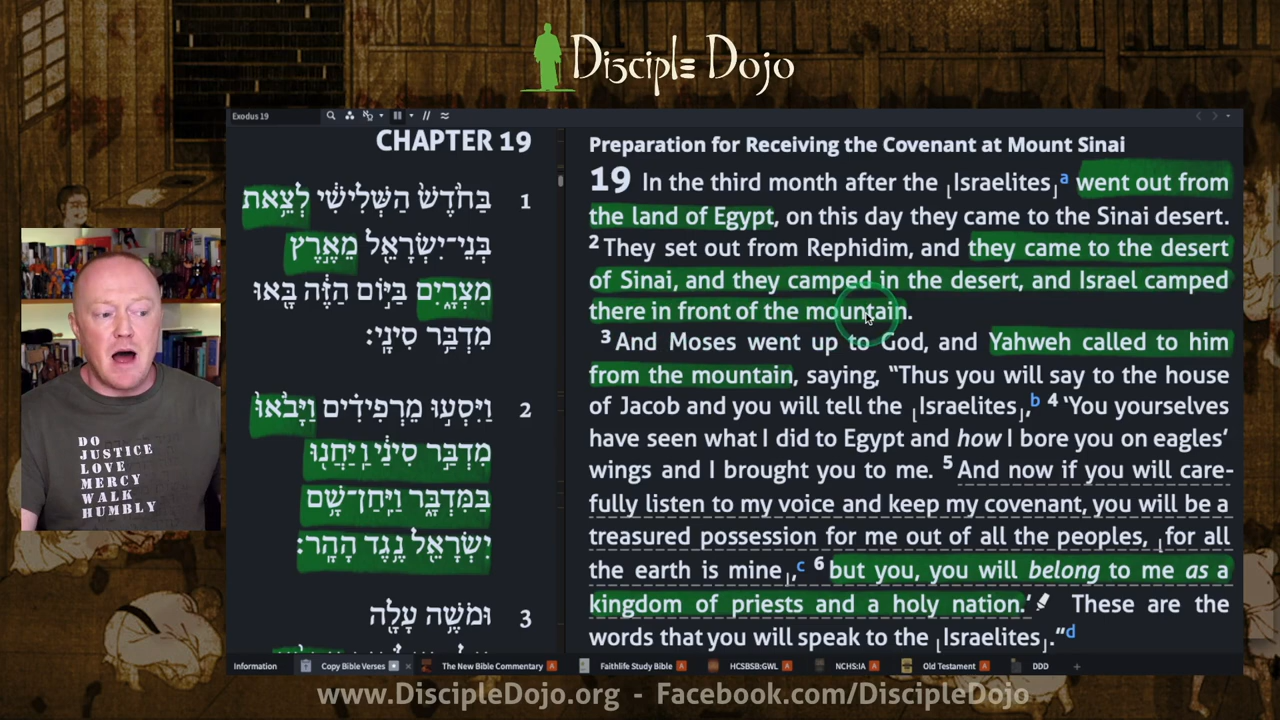 Disciple Dojo
Exodus 19
CHAPTER 19
1 בַּחֹ֙דֶשׁ֙ הַשְּׁלִישִׁ֔י לְצֵ֥את
בְּנֵי־יִשְׂרָאֵ֖ל מֵאֶ֣רֶץ
מִצְרָ֑יִם בַּיּ֣וֹם הַזֶּ֔ה בָּ֖אוּ
מִדְבַּ֥ר סִינָֽי׃
2 וַיִּסְע֣וּ מֵרְפִידִ֗ים וַיָּבֹ֙אוּ֙
מִדְבַּ֣ר סִינַ֔י וַֽיַּחֲנ֖וּ
בַּמִּדְבָּ֑ר וַיִּֽחַן־שָׁ֥ם
יִשְׂרָאֵ֖ל נֶ֥גֶד הָהָֽר׃
3 וּמֹשֶׁ֥ה עָלָ֖ה
Preparation for Receiving the Covenant at Mount Sinai
19 In the third month after the ⌞Israelites⌟a went out from
the land of Egypt, on this day they came to the Sinai desert.
2 They set out from Rephidim, and they came to the desert
of Sinai, and they camped in the desert, and Israel camped
there in front of the mountain.
3 And Moses went up to God, and Yahweh called to him
from the mountain, saying, “Thus you will say to the house
of Jacob and you will tell the ⌞Israelites⌟,b 4 ‘You yourselves
have seen what I did to Egypt and how I bore you on eagles’
wings and I brought you to me. 5 And now if you will care-
fully listen to my voice and keep my covenant, you will be a
treasured possession for me out of all the peoples, ⌞for all
the earth is mine⌟,c 6 but you, you will belong to me as a
kingdom of priests and a holy nation.’ These are the
words that you will speak to the ⌞Israelites⌟.”d
DO
JUSTICE
LOVE
MERCY
WALK
HUMBLY
Information Copy Bible Verses The New Bible Commentary A Faithlife Study Bible A HCSBSB:GWL A NCHS:IA A Old Testament A DDD
www.DiscipleDojo.org - Facebook.com/DiscipleDojo